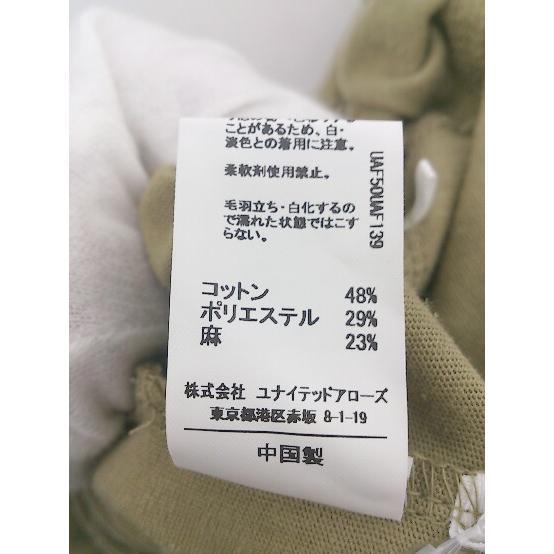 ことがあるため、白・
淡色との着用に注意。
柔軟剤使用禁止。
毛羽立ち・白化するの
で濡れた状態ではこす
らない。
UAF50UAF139
コットン 48%
ポリエステル 29%
麻 23%
株式会社 ユナイテッドアローズ
東京都港区赤坂 8-1-19
中国製